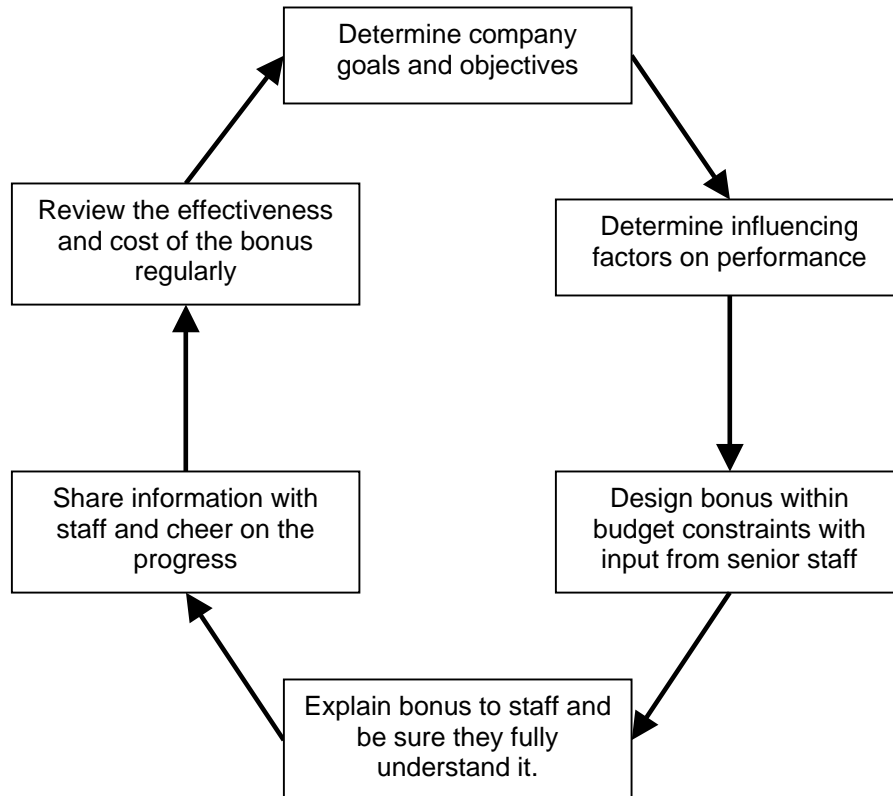 Determine company
goals and objectives
Determine influencing
factors on performance
Design bonus within
budget constraints with
input from senior staff
Explain bonus to staff and
be sure they fully
understand it.
Share information with
staff and cheer on the
progress
Review the effectiveness
and cost of the bonus
regularly